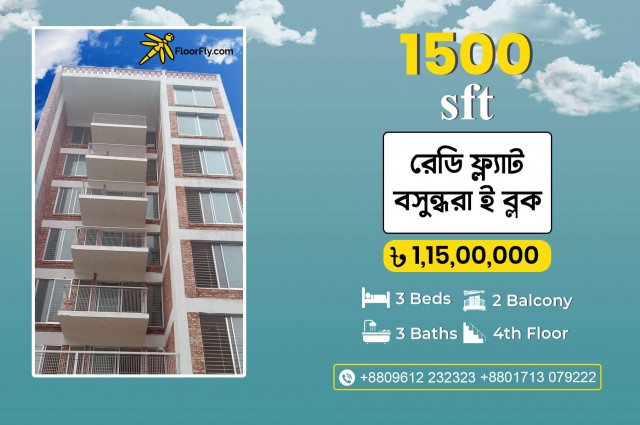 FloorFly.com
1500
sft
রেডি ফ্ল্যাট
বসুন্ধরা ই ব্লক
৳ 1,15,00,000
3 Beds
2 Balcony
3 Baths
4th Floor
+8809612 232323 +8801713 079222